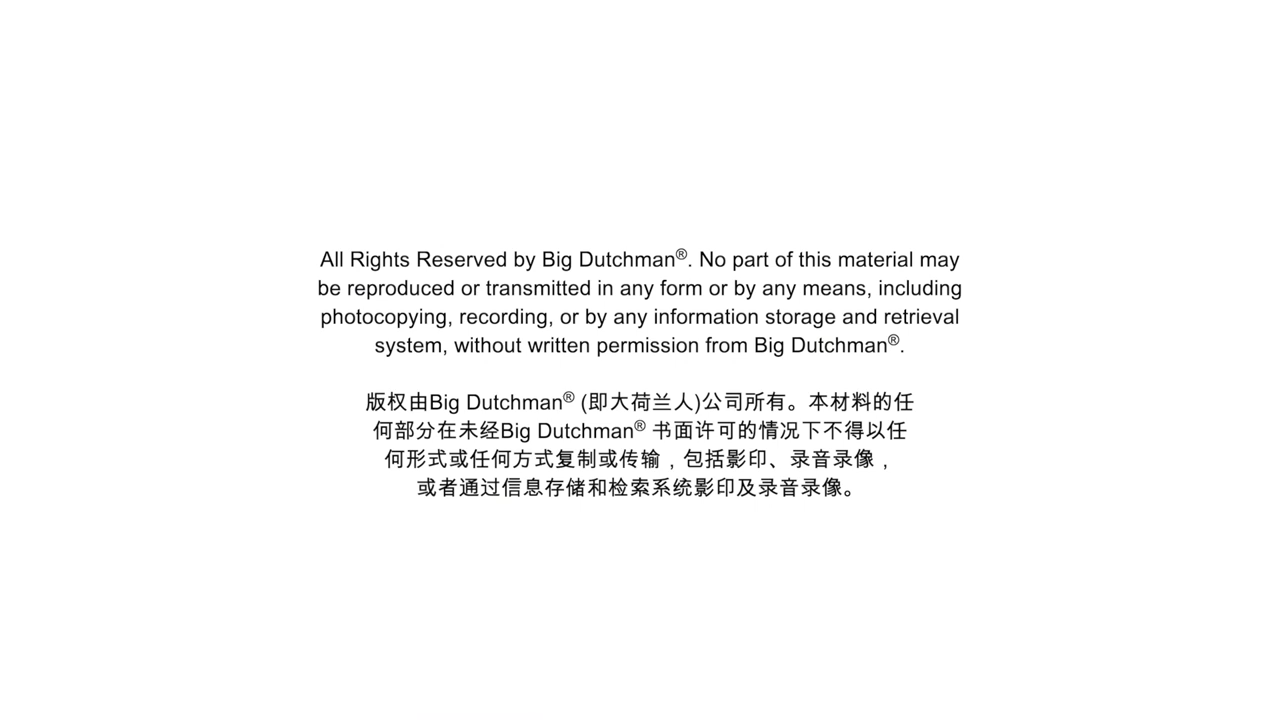 All Rights Reserved by Big Dutchman®. No part of this material may
be reproduced or transmitted in any form or by any means, including
photocopying, recording, or by any information storage and retrieval
system, without written permission from Big Dutchman®.
版权由Big Dutchman® (即大荷兰人)公司所有。本材料的任
何部分在未经Big Dutchman® 书面许可的情况下不得以任
何形式或任何方式复制或传输，包括影印、录音录像，
或者通过信息存储和检索系统影印及录音录像。